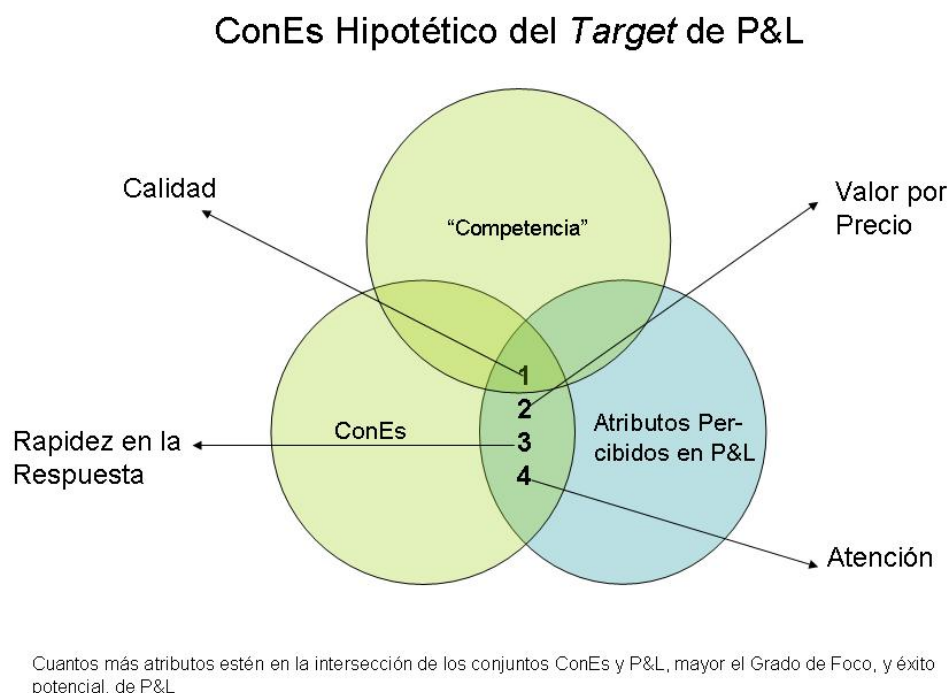 ConEs Hipotético del Target de P&L
Calidad
Valor por
Precio
“Competencia”
1
2
3
4
ConEs
Atributos Per-
cibidos en P&L
Rapidez en la
Respuesta
Atención
Cuantos más atributos estén en la intersección de los conjuntos ConEs y P&L, mayor el Grado de Foco, y éxito
potencial, de P&L